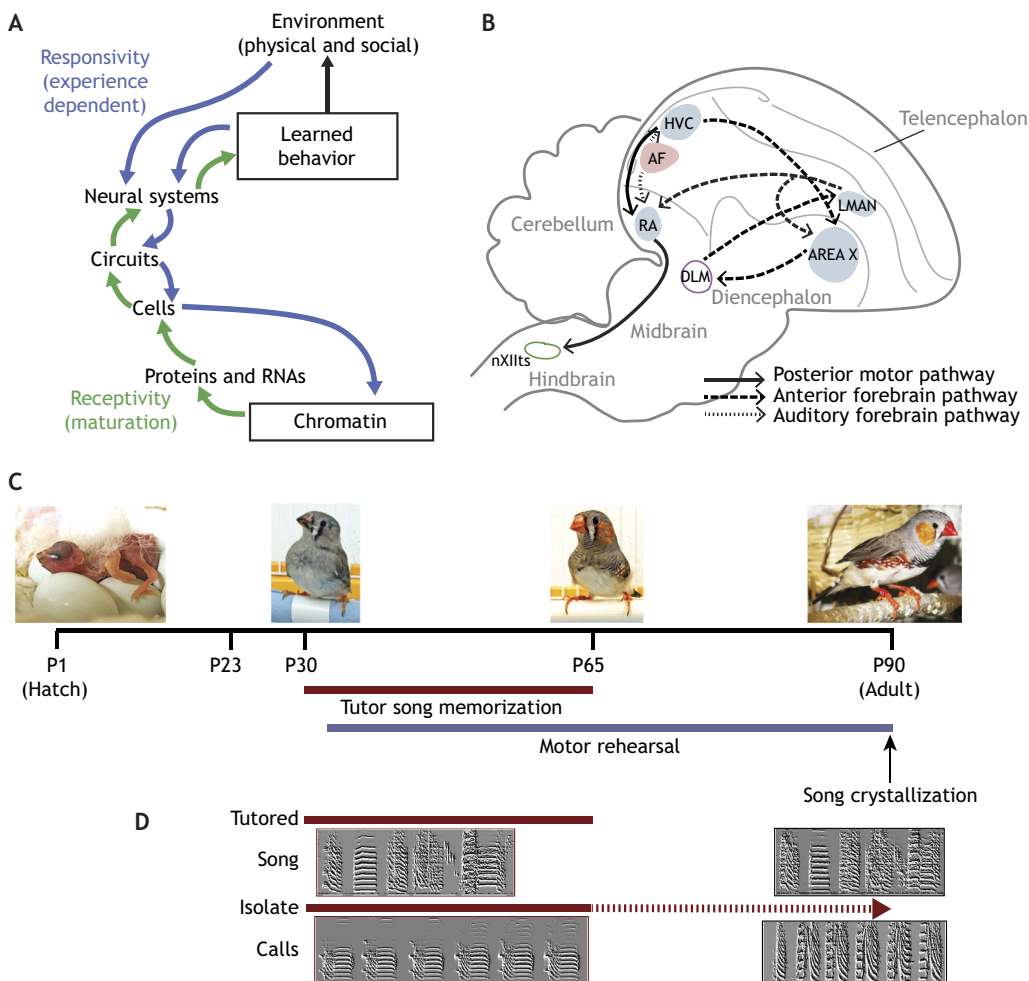 A
Environment
(physical and social)
Responsivity
(experience
dependent)
Learned
behavior
Neural systems
Circuits
Cells
Proteins and RNAs
Receptivity
(maturation)
Chromatin
B
HVC
AF
Telencephalon
LMAN
Cerebellum
RA
AREA X
DLM
Diencephalon
Midbrain
nXIIts
Hindbrain
Posterior motor pathway
Anterior forebrain pathway
Auditory forebrain pathway
C
P1
(Hatch)
P23
P30
P65
P90
(Adult)
Tutor song memorization
Motor rehearsal
Song crystallization
D
Tutored
Song
Isolate
Calls